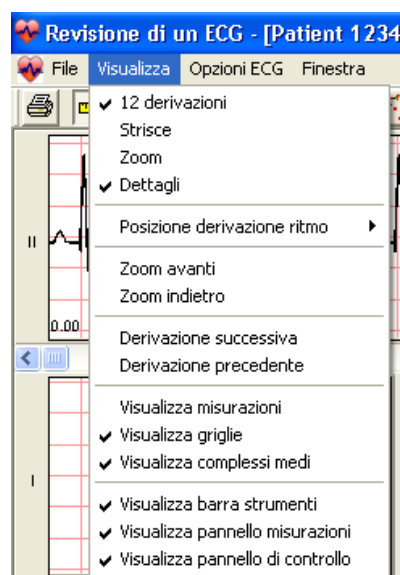 Revisione di un ECG - [Patient 1234
File Visualizza Opzioni ECG Finestra
12 derivazioni
Strisce
Zoom
Dettagli
Posizione derivazione ritmo
II
Zoom avanti
Zoom indietro
0.00
Derivazione successiva
Derivazione precedente
Visualizza misurazioni
Visualizza griglie
Visualizza complessi medi
I
Visualizza barra strumenti
Visualizza pannello misurazioni
Visualizza pannello di controllo